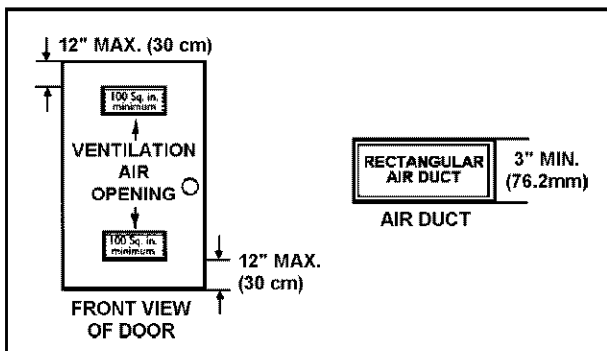 12" MAX. (30 cm)
100 Sq. in.
minimum
VENTILATION
AIR
OPENING
100 Sq. in.
minimum
12" MAX.
(30 cm)
FRONT VIEW
OF DOOR
RECTANGULAR
AIR DUCT
3" MIN.
(76.2mm)
AIR DUCT